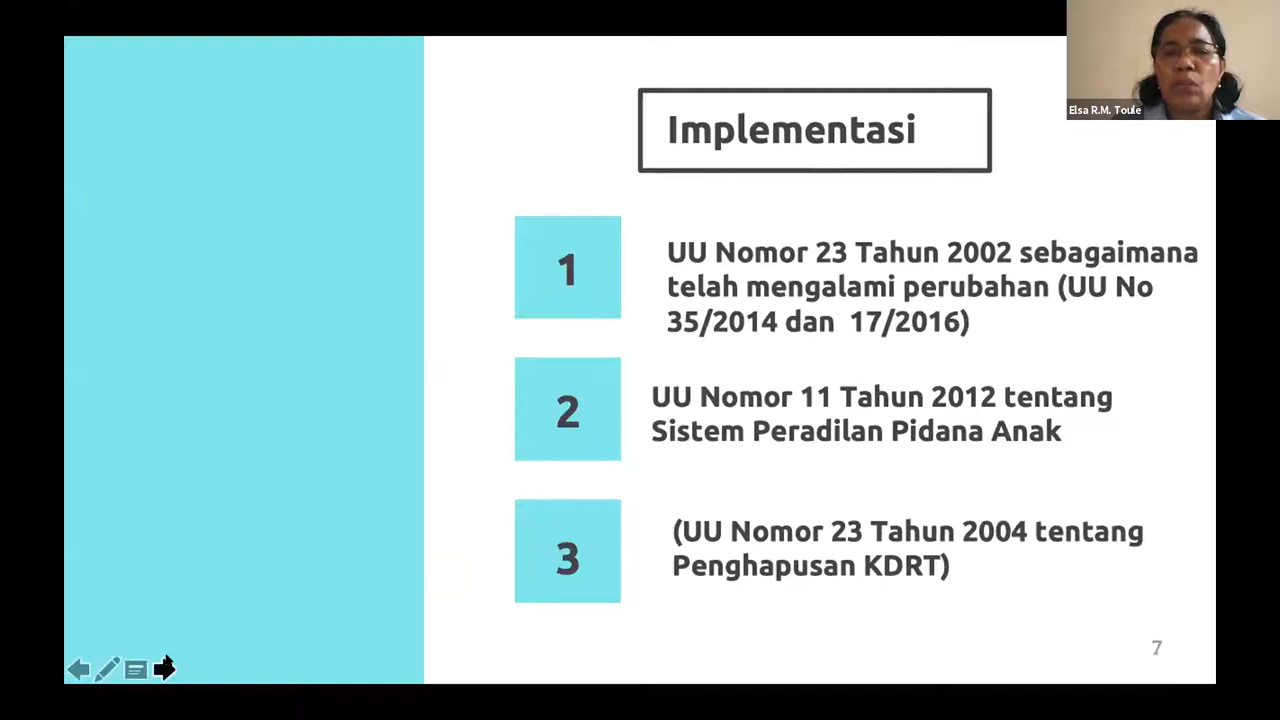 Elsa R.M. Toule
Implementasi
1
UU Nomor 23 Tahun 2002 sebagaimana
telah mengalami perubahan (UU No
35/2014 dan 17/2016)
2
UU Nomor 11 Tahun 2012 tentang
Sistem Peradilan Pidana Anak
3
(UU Nomor 23 Tahun 2004 tentang
Penghapusan KDRT)
7